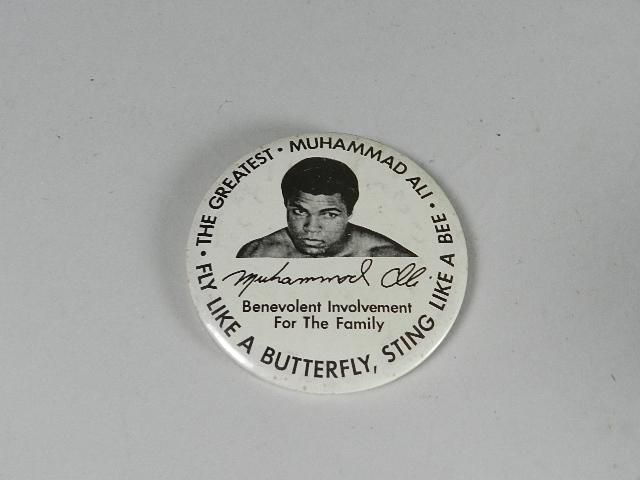 • THE GREATEST • MUHAMMAD ALI •
Muhammad Ali
Benevolent Involvement
For The Family
FLY LIKE A BUTTERFLY, STING LIKE A BEE